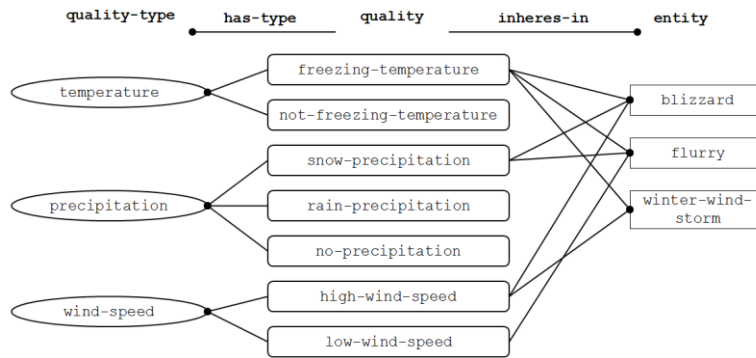 quality-type has-type quality inheres-in entity
freezing-temperature
temperature
not-freezing-temperature
blizzard
snow-precipitation
flurry
precipitation
rain-precipitation
winter-wind-
storm
no-precipitation
high-wind-speed
wind-speed
low-wind-speed